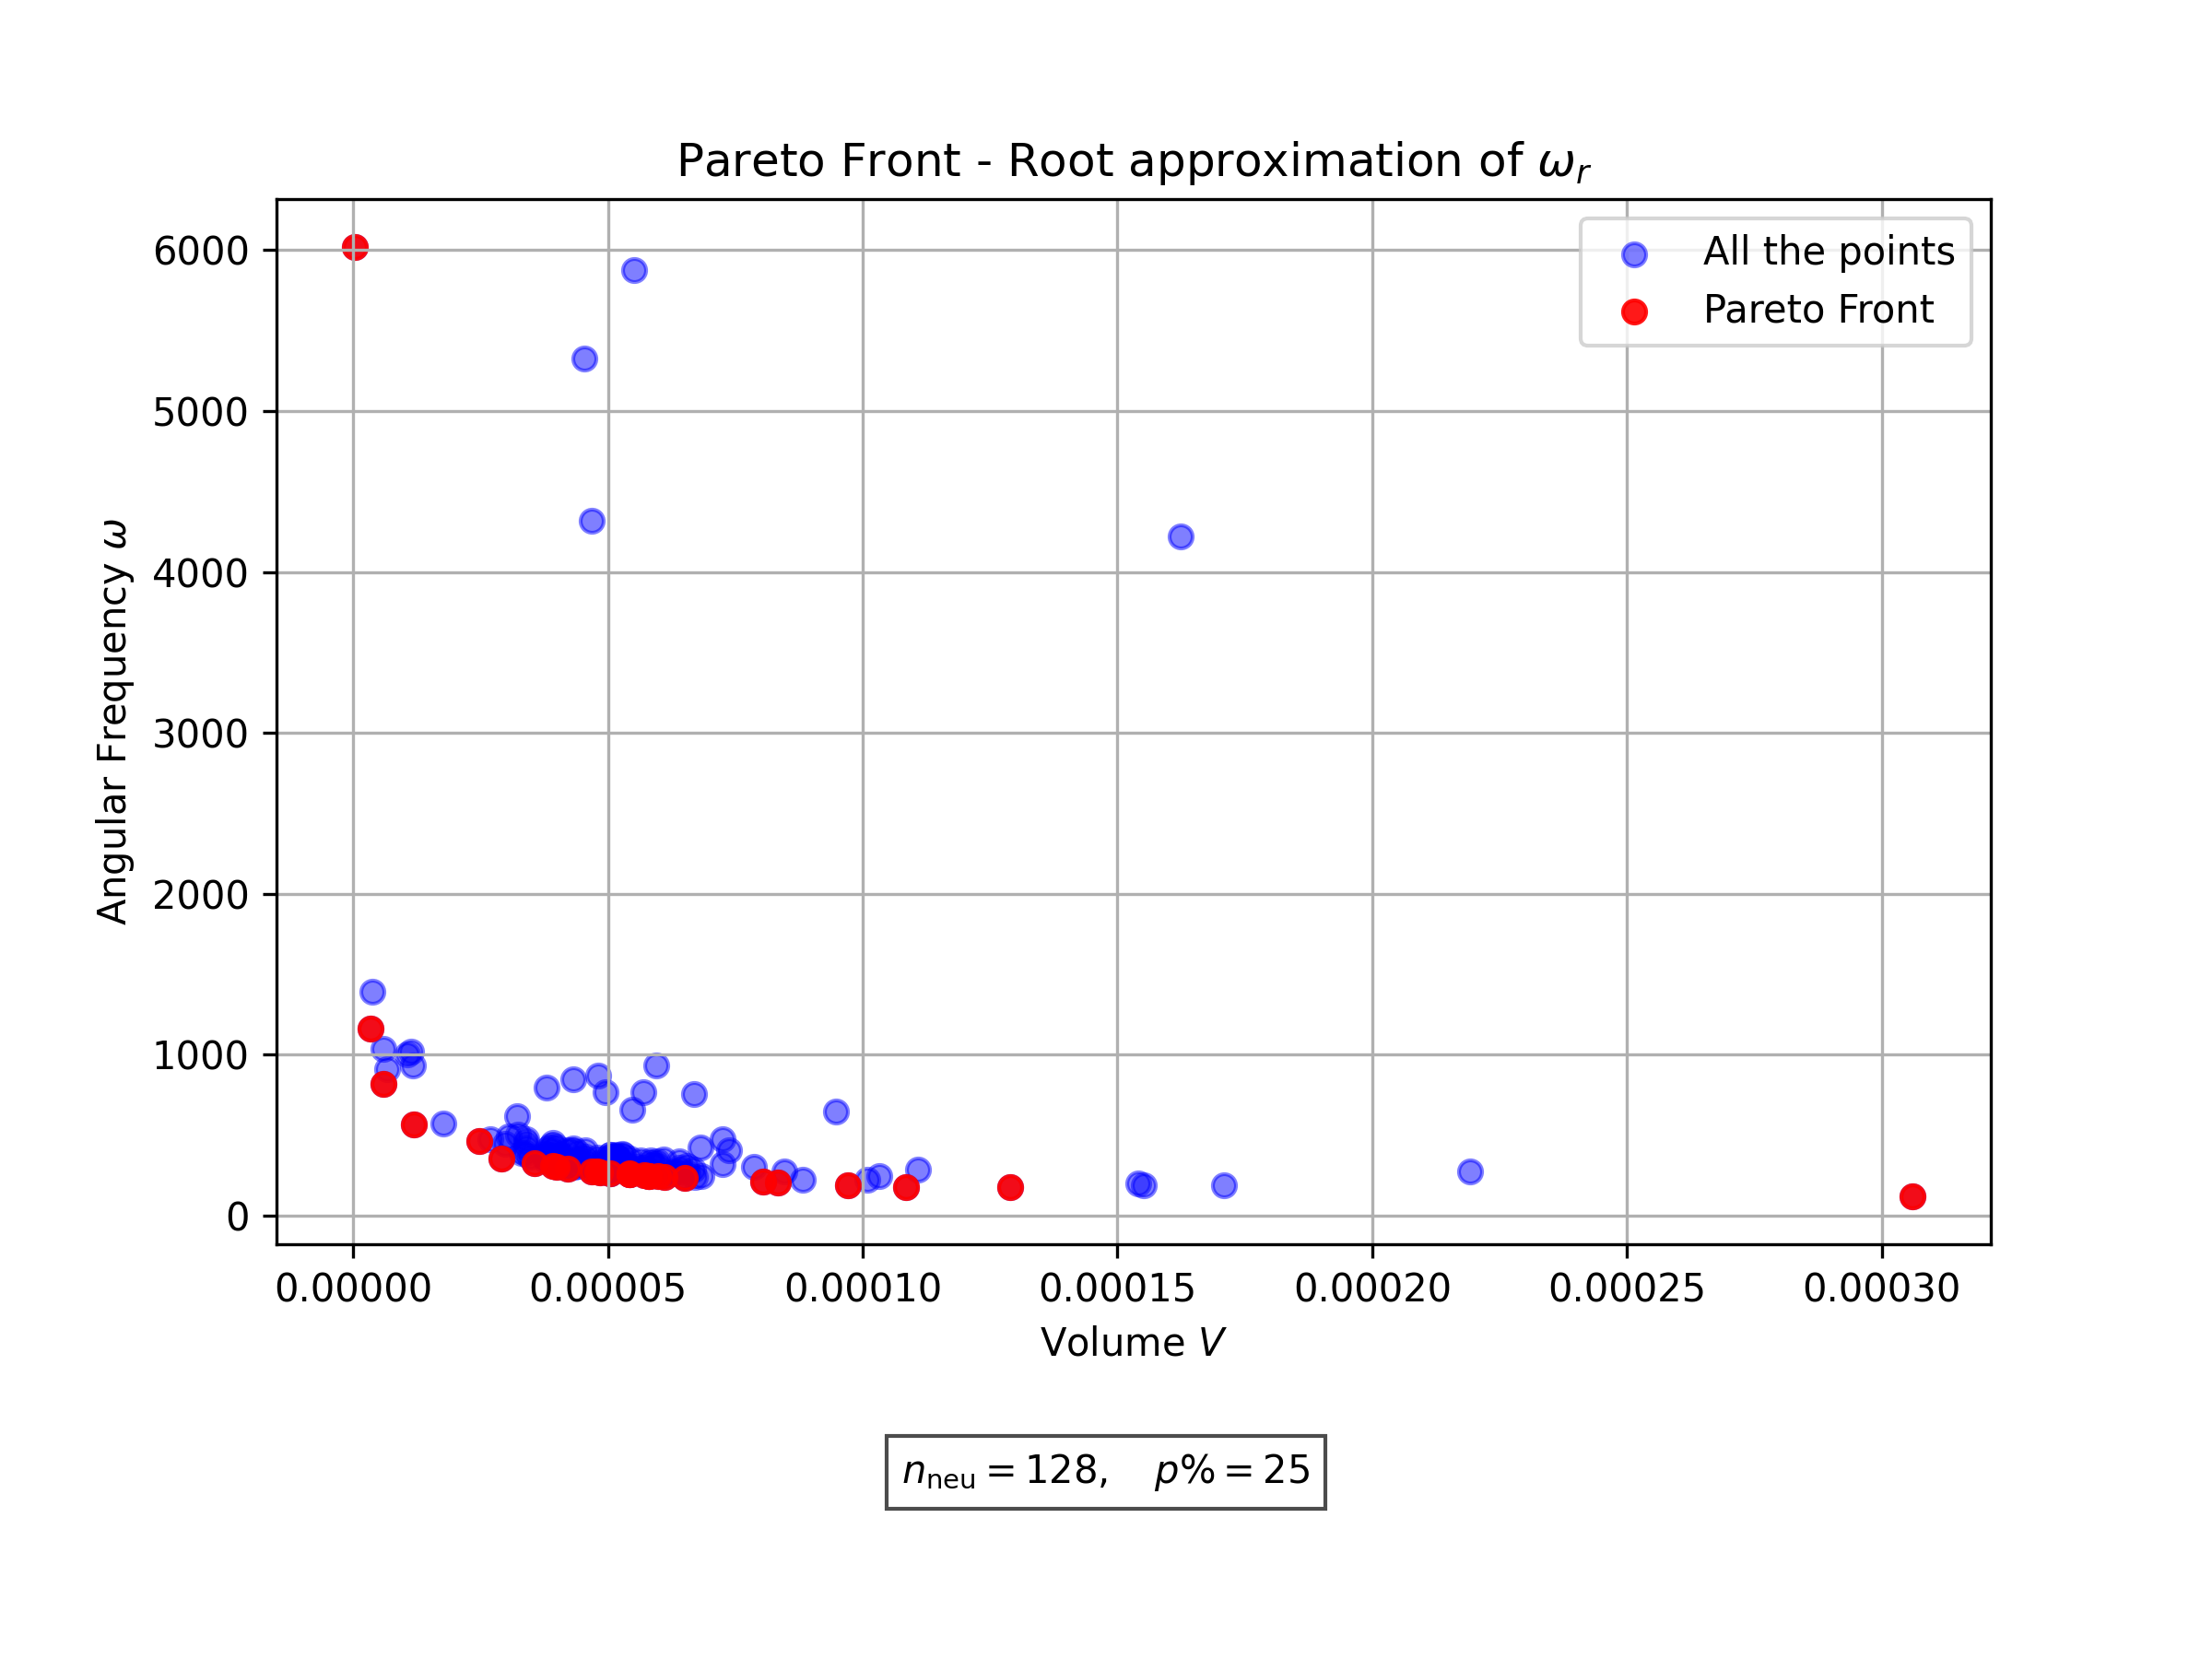 Pareto Front - Root approximation of ωᵣ
All the points
Pareto Front
6000
5000
4000
3000
2000
1000
0
Angular Frequency ω
0.00000 0.00005 0.00010 0.00015 0.00020 0.00025 0.00030
Volume V
n_neu = 128, p% = 25